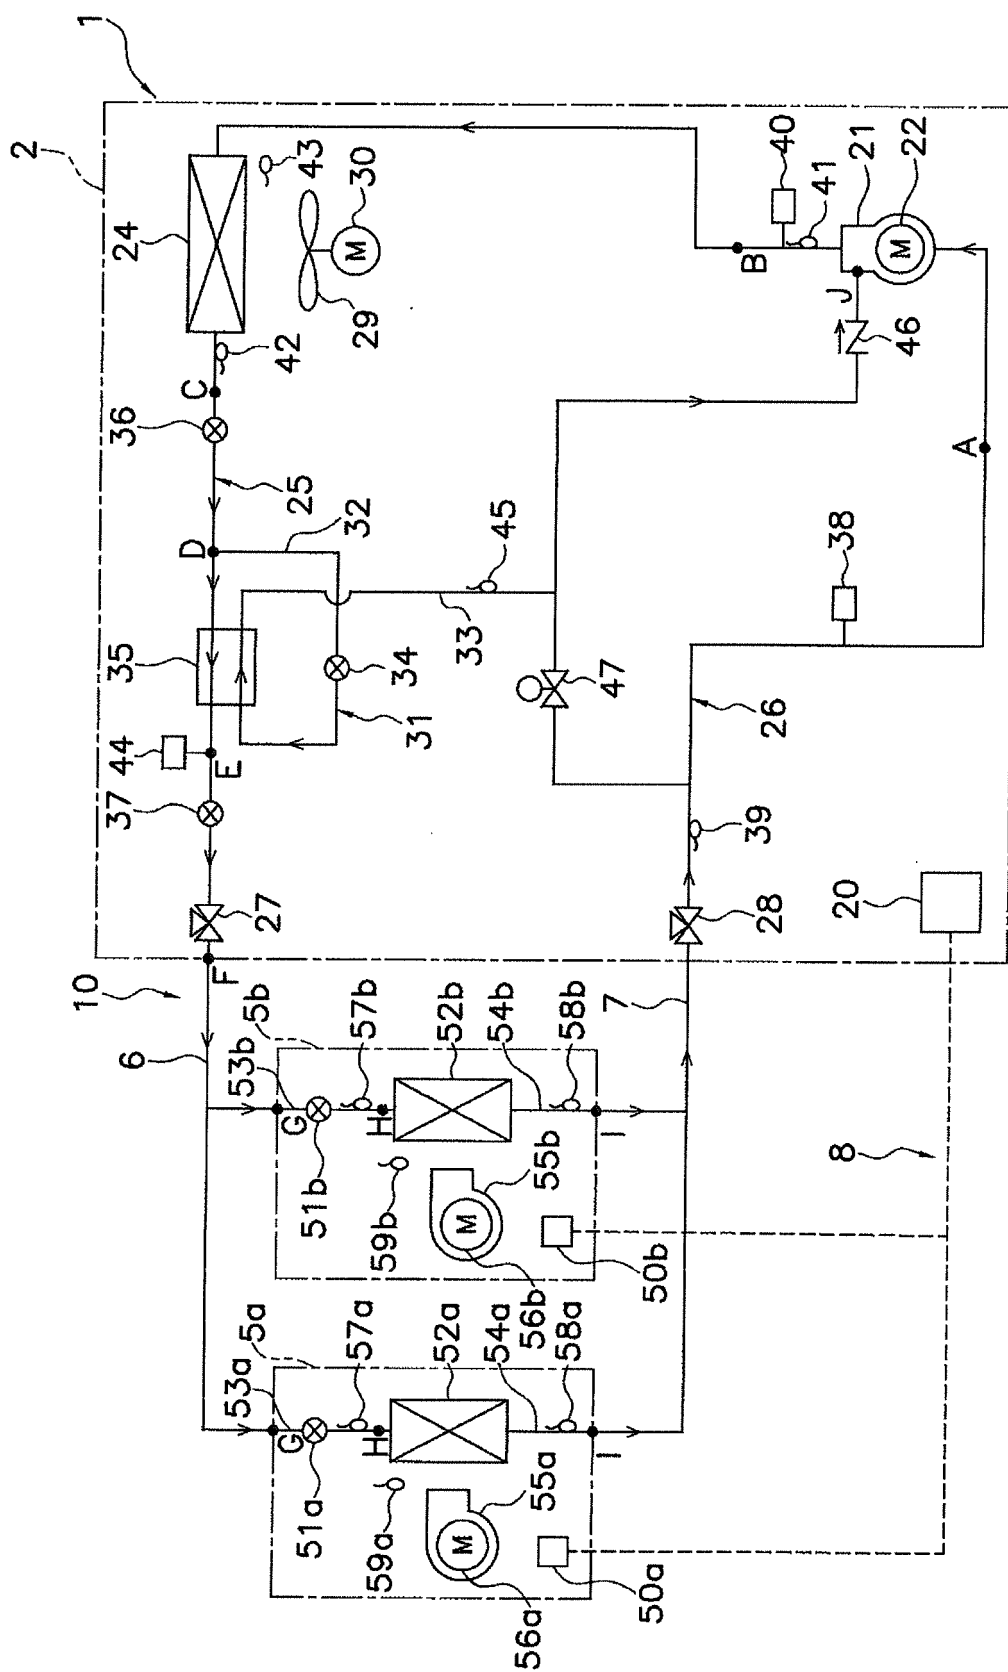 1
2
10
24
43
30
M
29
42
C
36
25
D
32
35
34
31
33
45
44
E
37
27
F
6
40
41
B
21
22
M
J
46
A
38
47
26
39
28
20
7
8
5b
53b
G
51b
57b
H
52b
54b
58b
I
59b
55b
M
56b
50b
5a
53a
G
51a
57a
H
52a
54a
58a
I
59a
55a
M
56a
50a